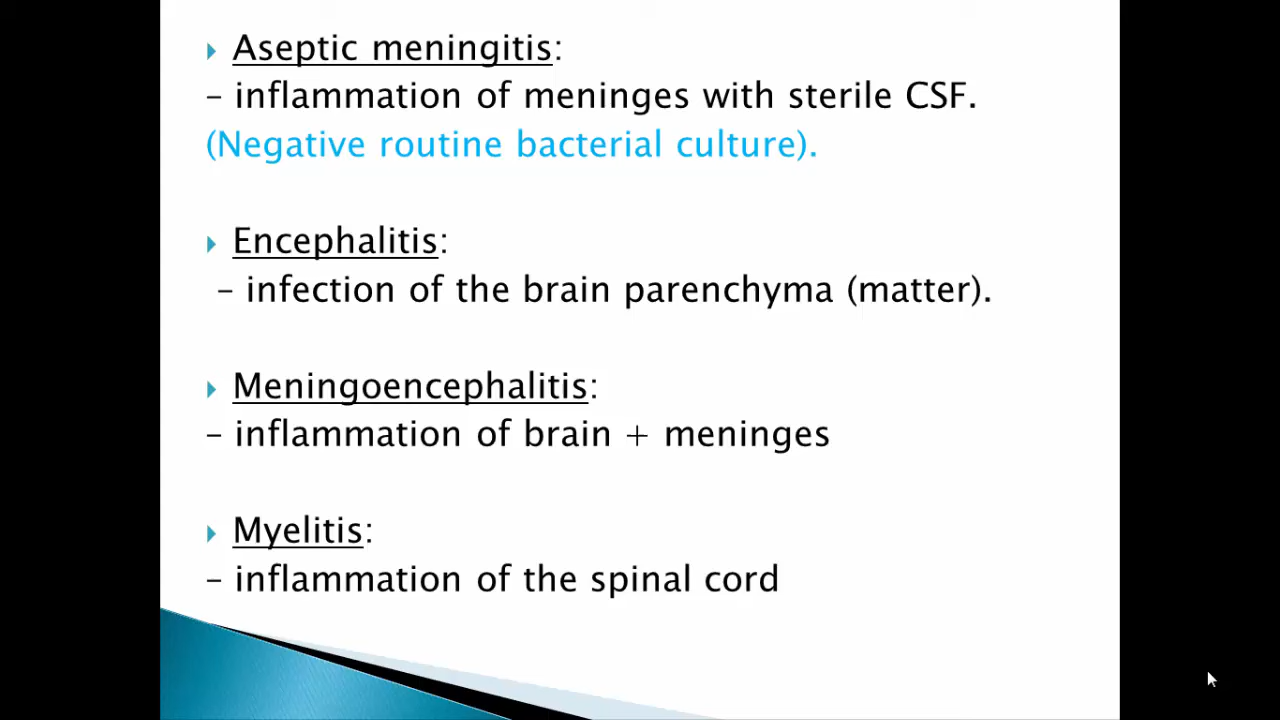 Aseptic meningitis:
– inflammation of meninges with sterile CSF.
(Negative routine bacterial culture).
Encephalitis:
– infection of the brain parenchyma (matter).
Meningoencephalitis:
– inflammation of brain + meninges
Myelitis:
– inflammation of the spinal cord